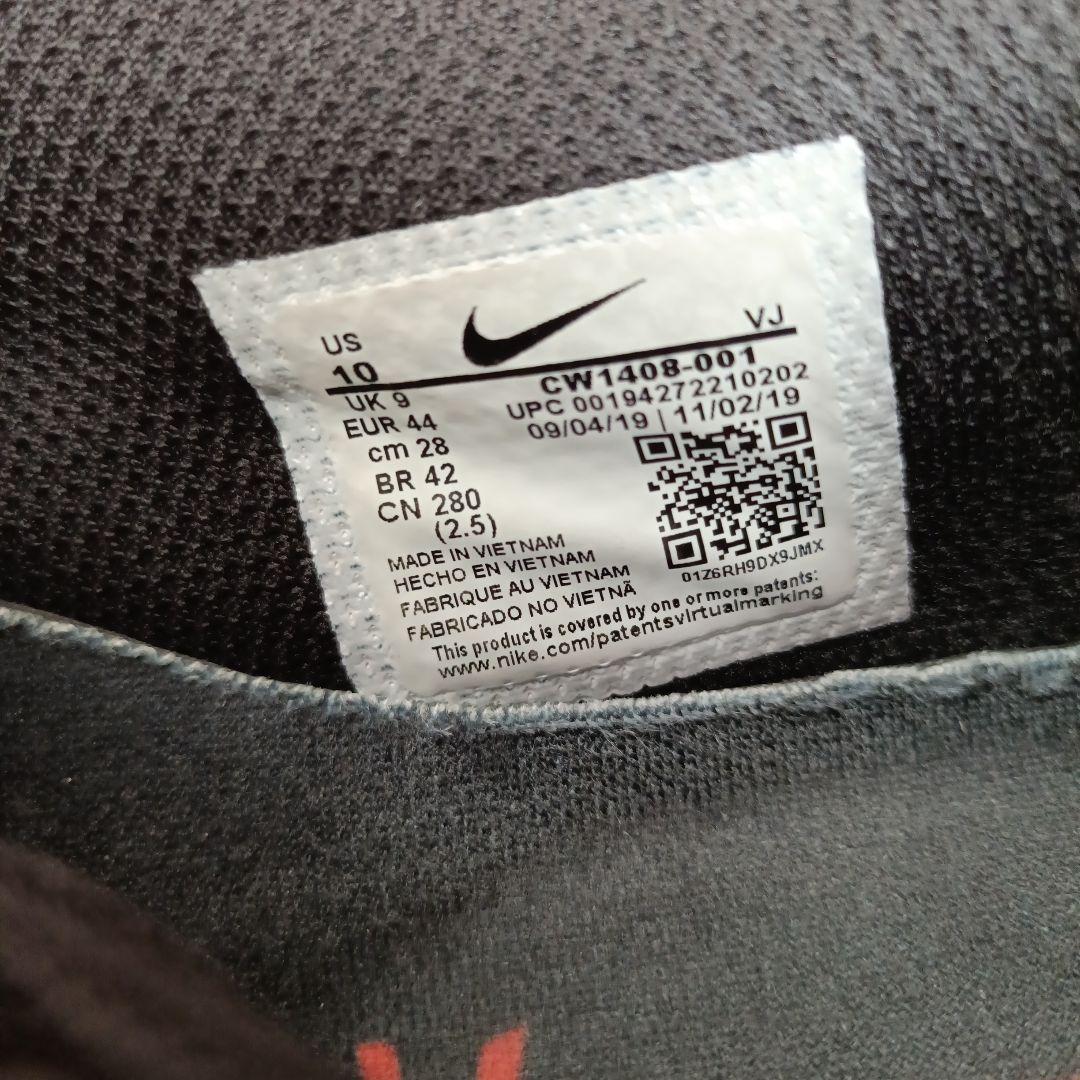 US
10
UK 9
EUR 44
cm 28
BR 42
CN 280
(2.5)
VJ
CW1408-001
UPC 00194272210202
09/04/19 | 11/02/19
01Z6RH9DX9JMX
MADE IN VIETNAM
HECHO EN VIETNAM
FABRIQUE AU VIETNAM
FABRICADO NO VIETNÃ
This product is covered by one or more patents:
www.nike.com/patentsvirtualmarking